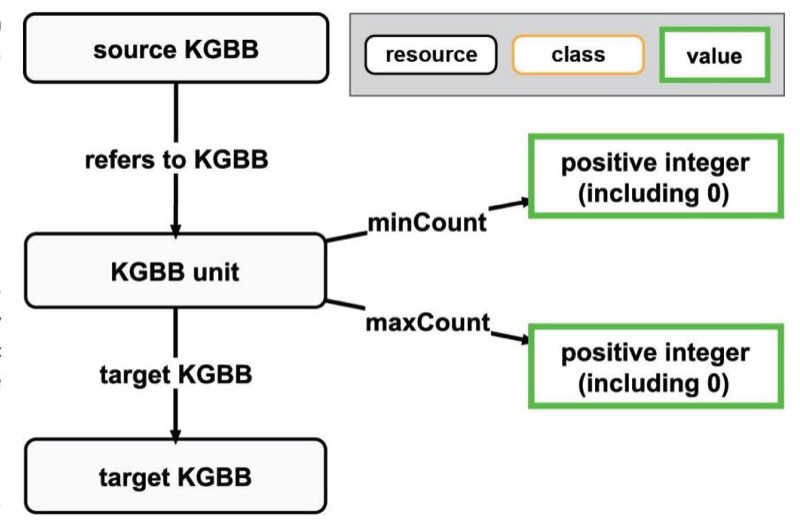 source KGBB
resource
class
value
refers to KGBB
positive integer
(including 0)
minCount
KGBB unit
maxCount
positive integer
(including 0)
target KGBB
target KGBB